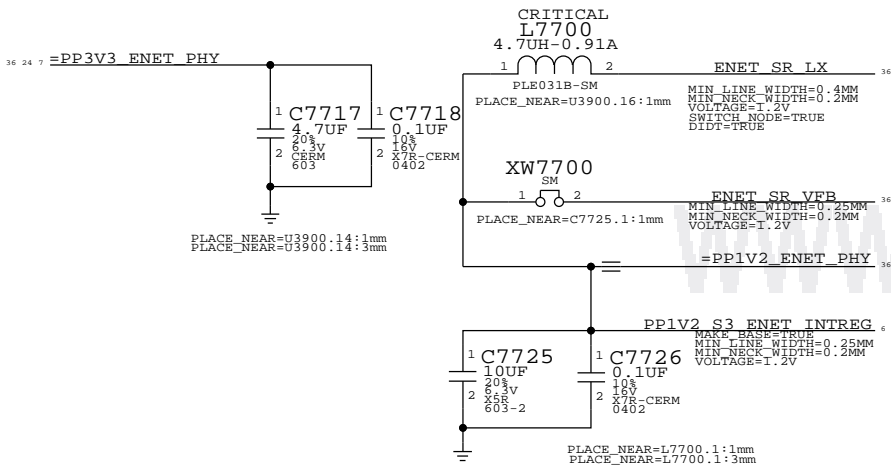 CRITICAL
L7700
4.7UH-0.91A
36 24 7 =PP3V3_ENET_PHY
1 2 ENET_SR_LX 36
PLE031B-SM
PLACE_NEAR=U3900.16:1mm
MIN_LINE_WIDTH=0.4MM
MIN_NECK_WIDTH=0.2MM
VOLTAGE=1.2V
SWITCH_NODE=TRUE
DIDT=TRUE
1 C7717
4.7UF
20%
6.3V
2 CERM
603
1 C7718
0.1UF
10%
16V
2 X7R-CERM
0402
PLACE_NEAR=U3900.14:1mm
PLACE_NEAR=U3900.14:3mm
XW7700
SM
1 2 ENET_SR_VFB 36
PLACE_NEAR=C7725.1:1mm
MIN_LINE_WIDTH=0.25MM
MIN_NECK_WIDTH=0.2MM
VOLTAGE=1.2V
WW
=PP1V2_ENET_PHY 36
PP1V2_S3_ENET_INTREG 6
MAKE_BASE=TRUE
MIN_LINE_WIDTH=0.25MM
MIN_NECK_WIDTH=0.2MM
VOLTAGE=1.2V
1 C7725
10UF
20%
6.3V
2 X5R
603-2
1 C7726
0.1UF
10%
16V
2 X7R-CERM
0402
PLACE_NEAR=L7700.1:1mm
PLACE_NEAR=L7700.1:3mm